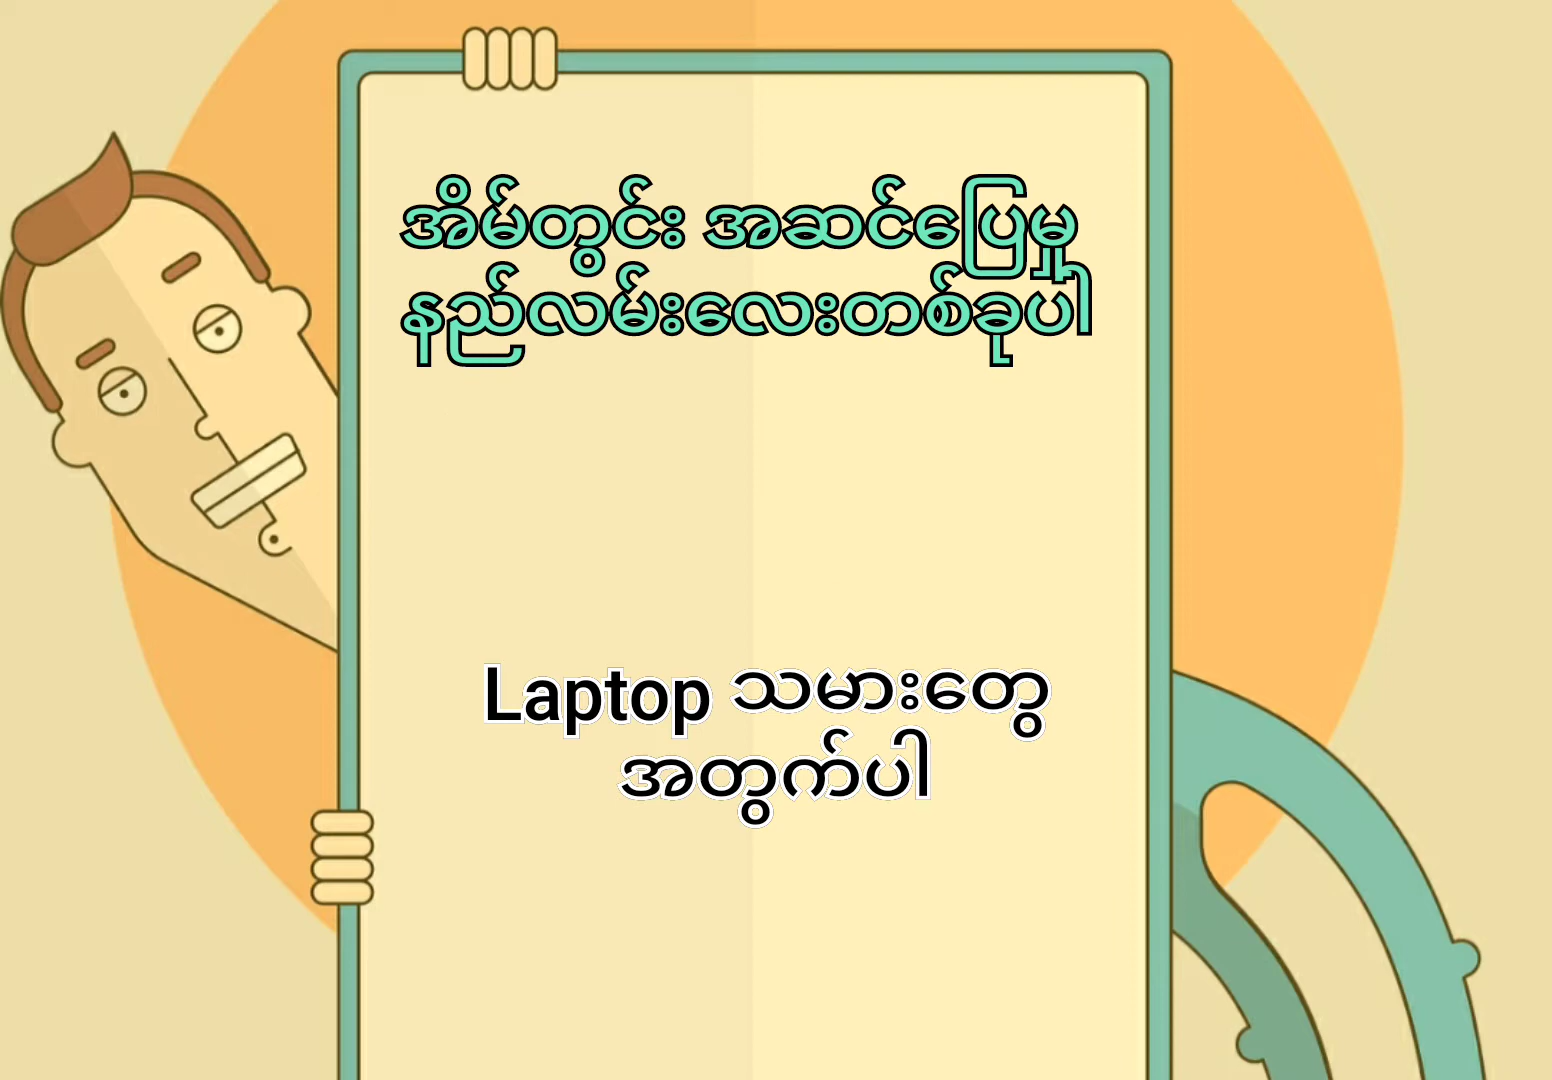 အိမ်တွင်း အဆင်ပြေမှု
နည်လမ်းလေးတစ်ခုပါ
Laptop သမားတွေ
အတွက်ပါ